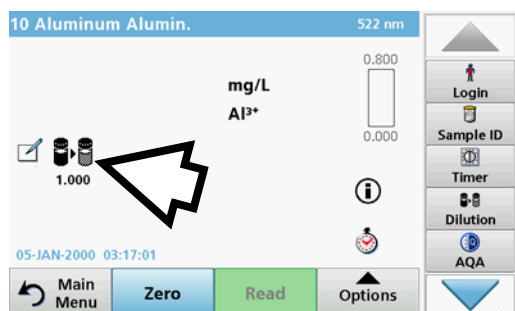 10 Aluminum Alumin.
522 nm
0.800
mg/L
Al³⁺
0.000
1.000
05-JAN-2000 03:17:01
Main
Menu
Zero
Read
Options
Login
Sample ID
Timer
Dilution
AQA